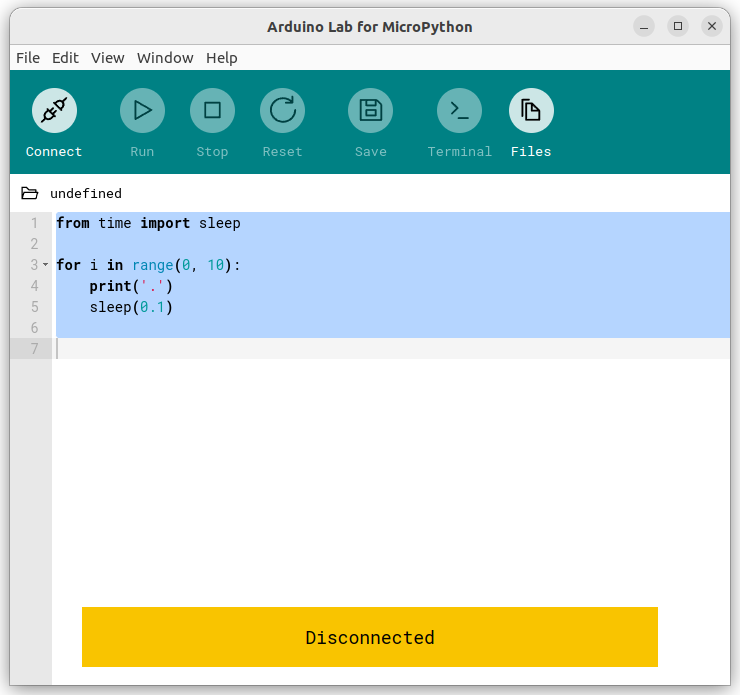 Arduino Lab for MicroPython
File Edit View Window Help
Connect Run Stop Reset Save Terminal Files
undefined
1 from time import sleep
2
3 for i in range(0, 10):
4     print('.')
5     sleep(0.1)
6
7
Disconnected